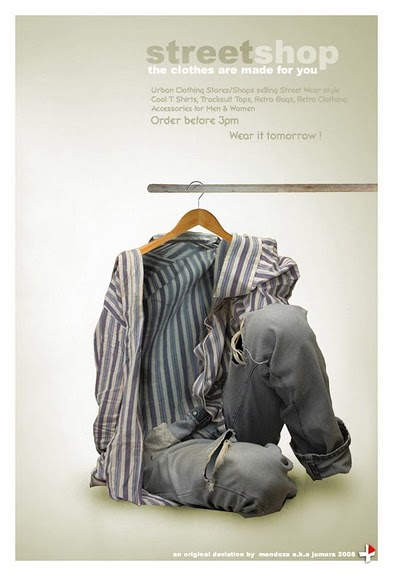 streetshop
the clothes are made for you
Urban Clothing Stores/Shops selling Street Wear style
Cool T Shirts, Tracksuit Tops, Retro Bags, Retro Clothing
Accessories for Men & Women
Order before 3pm
Wear it tomorrow !
an original deviation by mendoza a.k.a jumara 2008